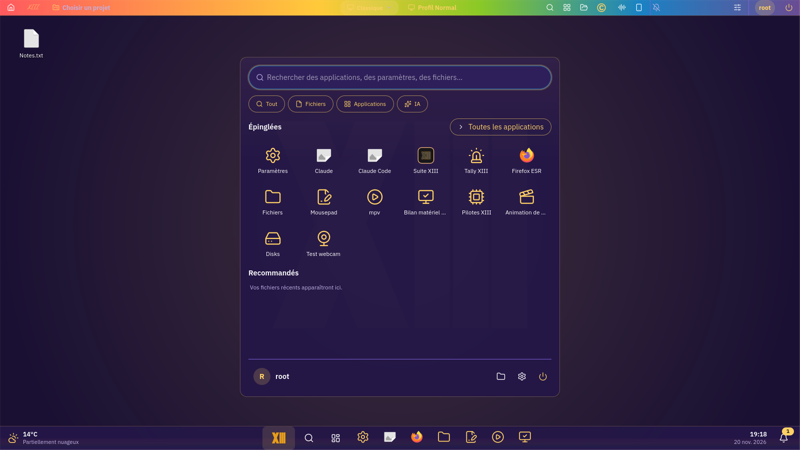 Choisir un projet
Profil Normal
root
Notes.txt
Rechercher des applications, des paramètres, des fichiers...
Tout
Fichiers
Applications
IA
Épinglées
Toutes les applications
Paramètres
Claude
Claude Code
Suite XIII
Tally XIII
Firefox ESR
Fichiers
Mousepad
mpv
Bilan matériel ...
Pilotes XIII
Animation de ...
Disks
Test webcam
Recommandés
Vos fichiers récents apparaîtront ici.
R
root
14°C
Partiellement nuageux
XIII
19:18
20 nov. 2026
1